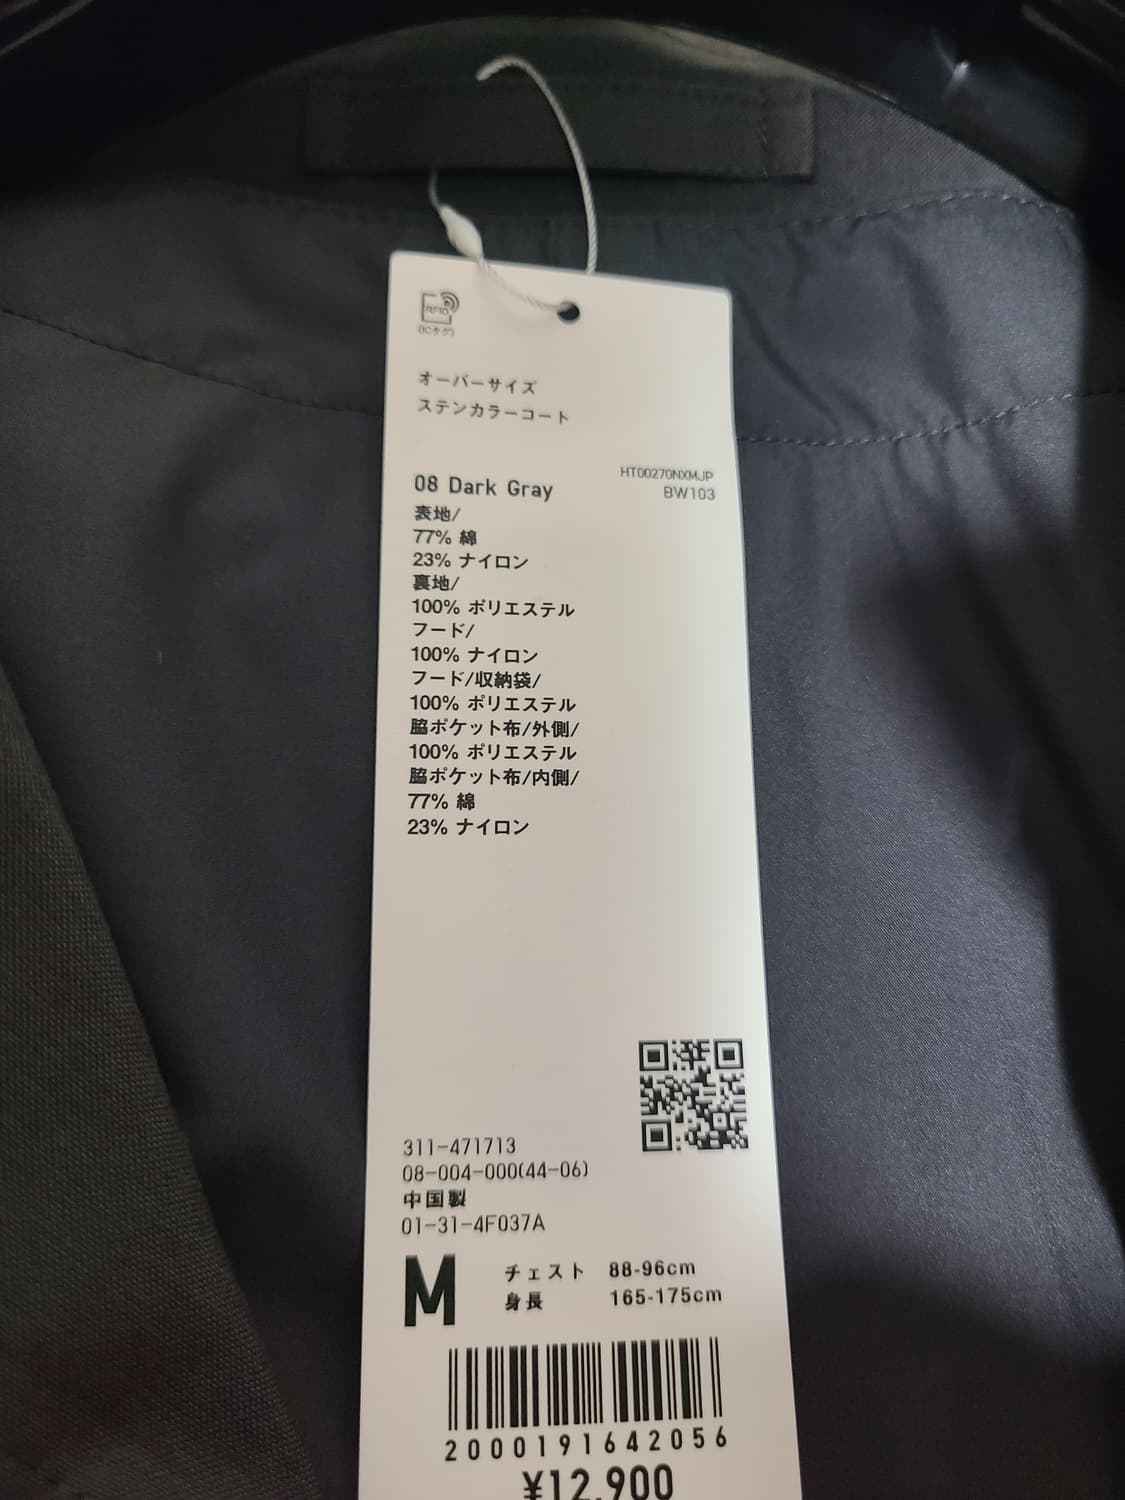 RFID
(ICタグ)
オーバーサイズ
ステンカラーコート
HT00270NXMJP
08 Dark Gray
BW103
表地/
77% 綿
23% ナイロン
裏地/
100% ポリエステル
フード/
100% ナイロン
フード/収納袋/
100% ポリエステル
脇ポケット布/外側/
100% ポリエステル
脇ポケット布/内側/
77% 綿
23% ナイロン
311-471713
08-004-000(44-06)
中国製
01-31-4F037A
M チェスト 88-96cm
身長 165-175cm
2000191642056
¥12,900